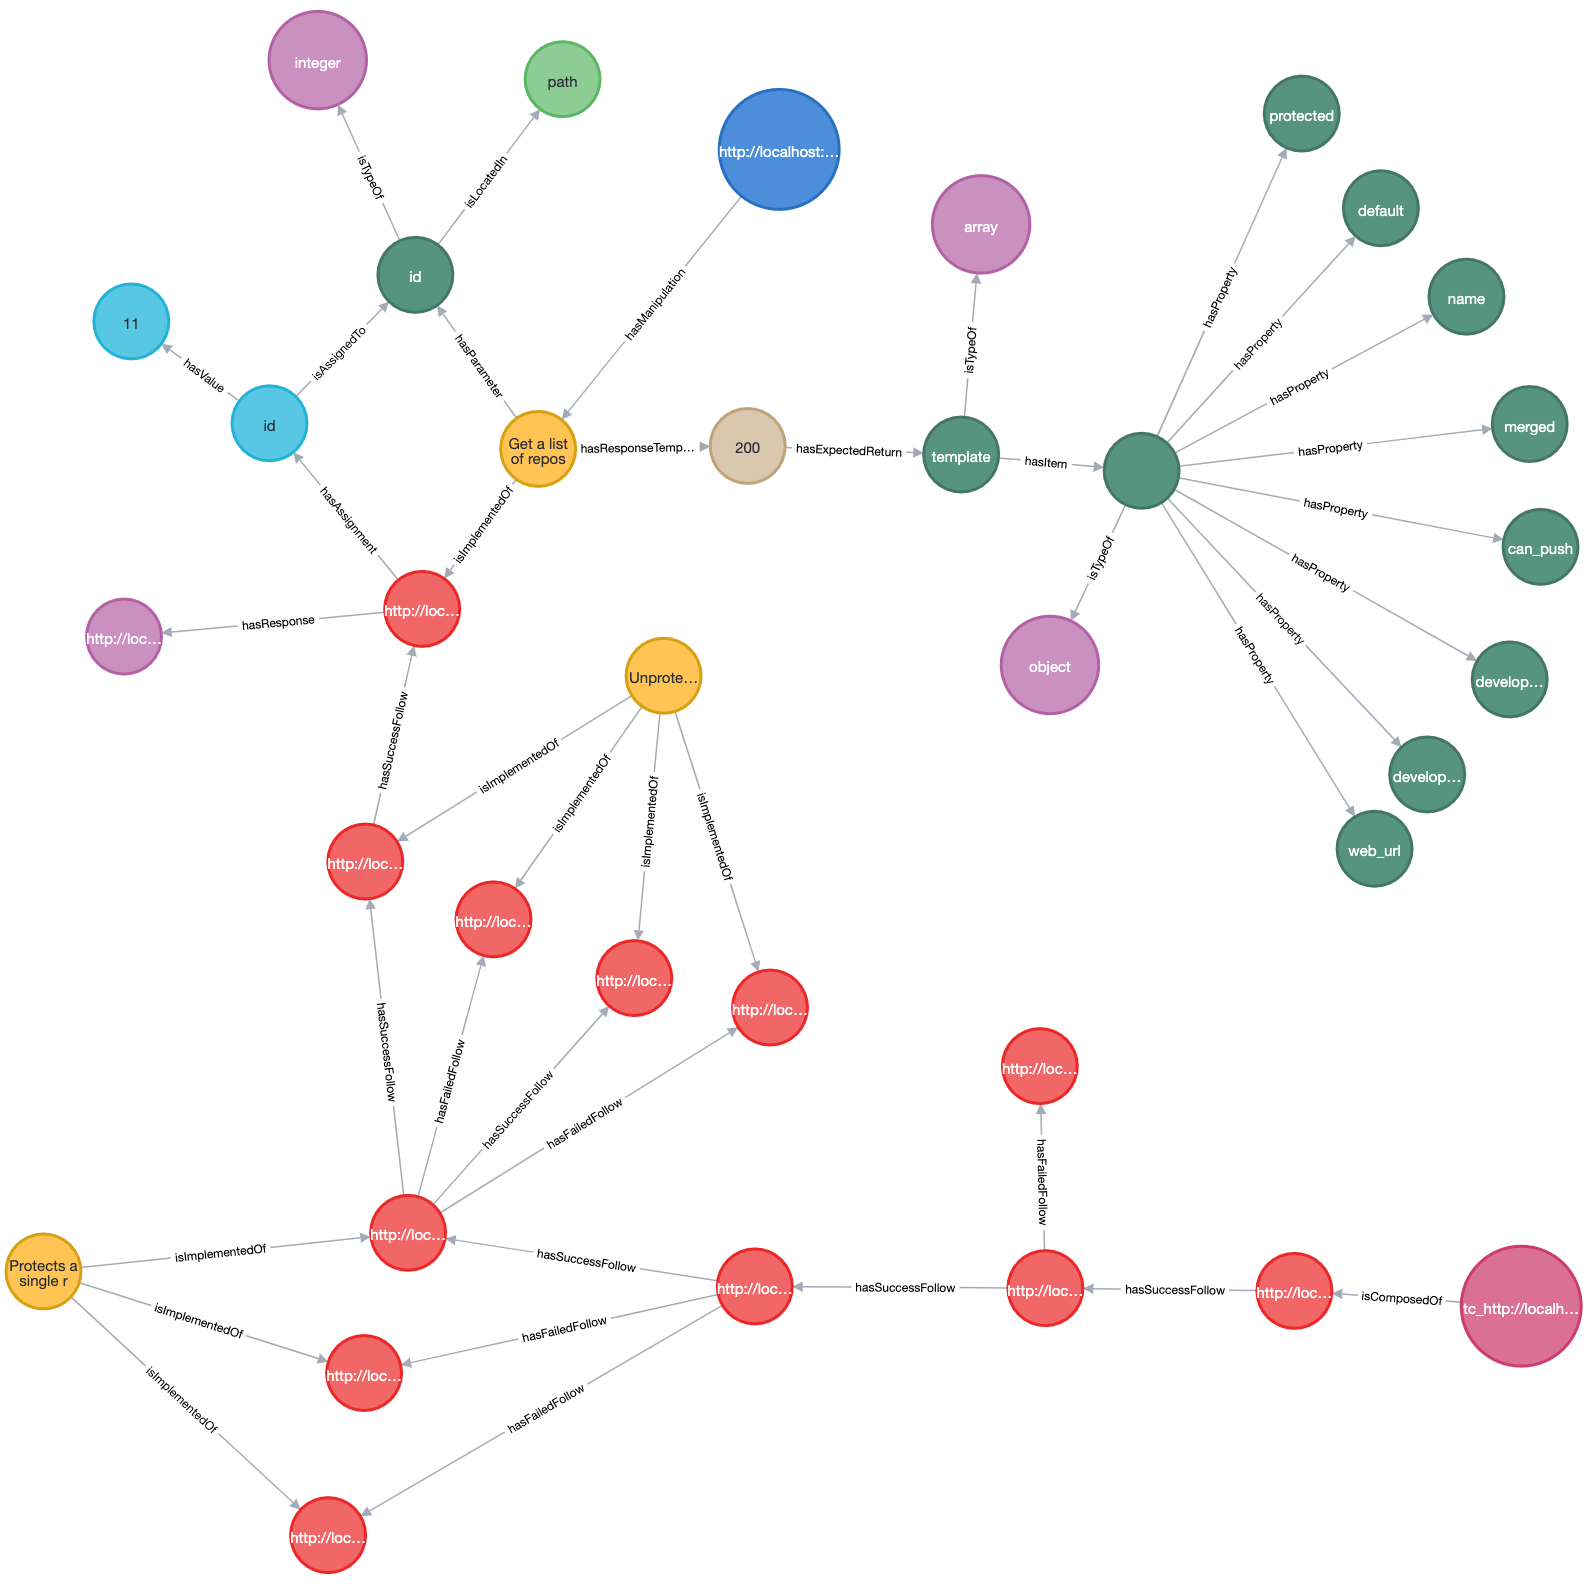 integer
path
http://localhost:...
protected
default
array
name
id
11
id
Get a list
of repos
200
template
merged
can_push
object
develop...
develop...
web_url
http://loc...
http://loc...
Unprote...
http://loc...
http://loc...
http://loc...
http://loc...
http://loc...
http://loc...
Protects a
single r
http://loc...
http://loc...
http://loc...
tc_http://localh...
http://loc...
http://loc...
isTypeOf
isLocatedIn
hasManipulation
hasValue
isAssignedTo
hasParameter
hasResponseTemp...
hasExpectedReturn
isTypeOf
hasItem
hasProperty
hasProperty
hasProperty
hasProperty
hasProperty
hasProperty
hasProperty
hasProperty
isTypeOf
hasAssignment
isImplementedOf
hasResponse
hasSuccessFollow
isImplementedOf
isImplementedOf
isImplementedOf
isImplementedOf
hasSuccessFollow
hasFailedFollow
hasSuccessFollow
hasFailedFollow
hasFailedFollow
isImplementedOf
isImplementedOf
isImplementedOf
hasSuccessFollow
hasFailedFollow
hasFailedFollow
hasSuccessFollow
hasSuccessFollow
isComposedOf